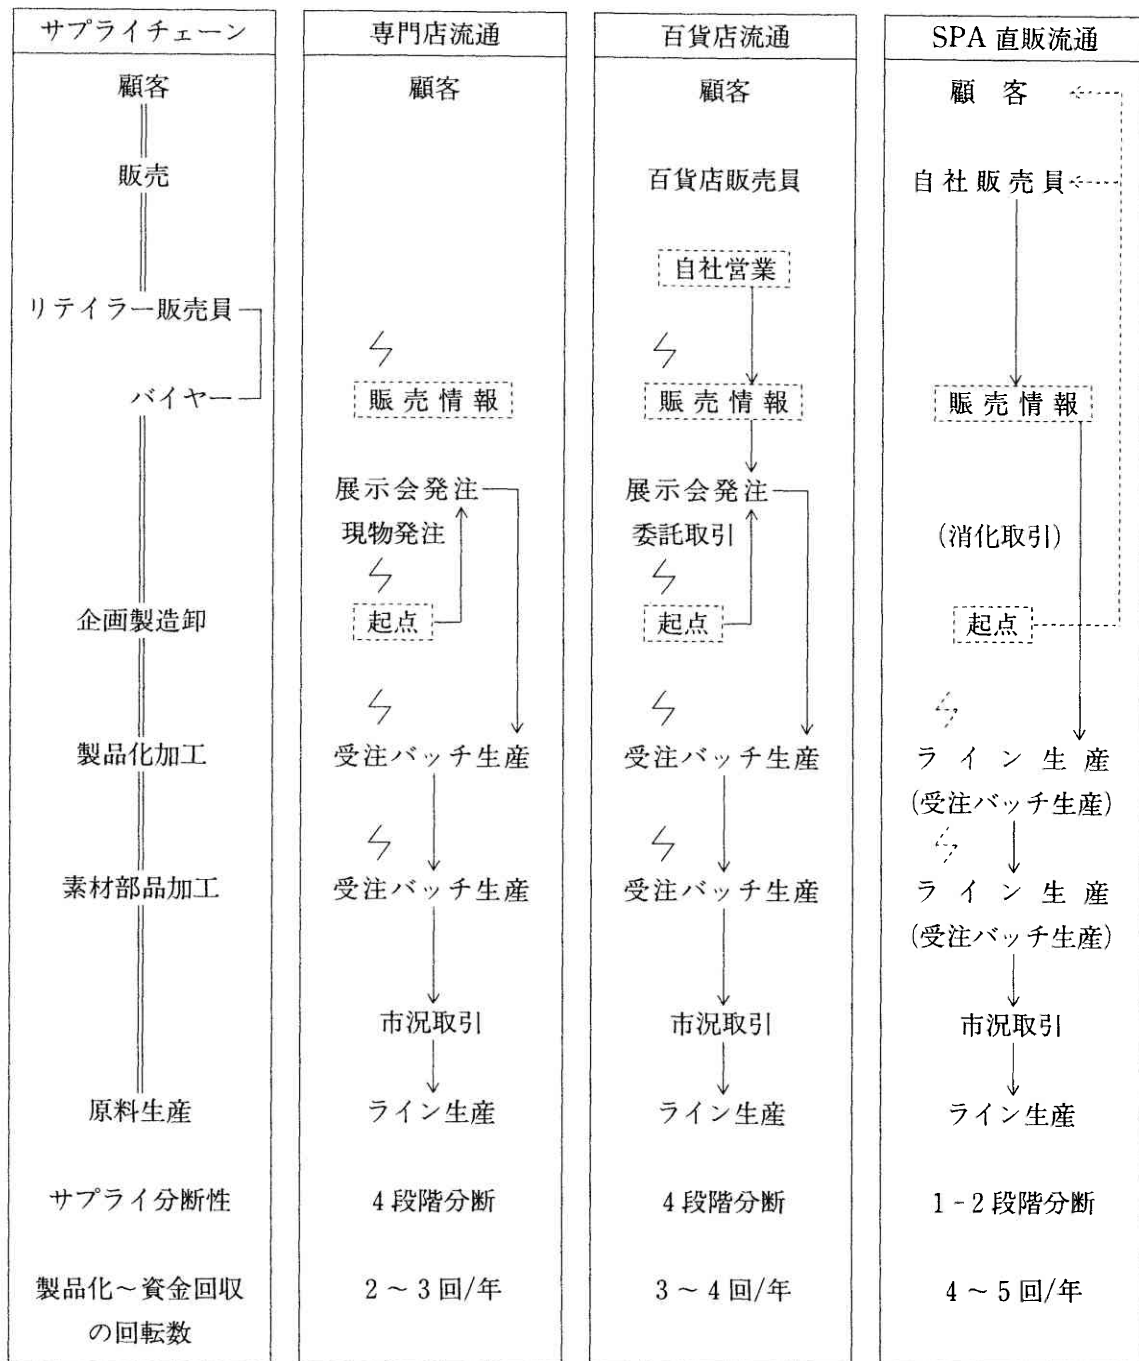 サプライチェーン
顧客
販売
リテイラー販売員
バイヤー
企画製造卸
製品化加工
素材部品加工
原料生産
サプライ分断性
製品化～資金回収
の回転数
専門店流通
顧客
販売情報
展示会発注
現物発注
起点
受注バッチ生産
受注バッチ生産
市況取引
ライン生産
4段階分断
2～3回/年
百貨店流通
顧客
百貨店販売員
自社営業
販売情報
展示会発注
委託取引
起点
受注バッチ生産
受注バッチ生産
市況取引
ライン生産
4段階分断
3～4回/年
SPA直販流通
顧客
自社販売員
販売情報
(消化取引)
起点
ライン生産
(受注バッチ生産)
ライン生産
(受注バッチ生産)
市況取引
ライン生産
1-2段階分断
4～5回/年